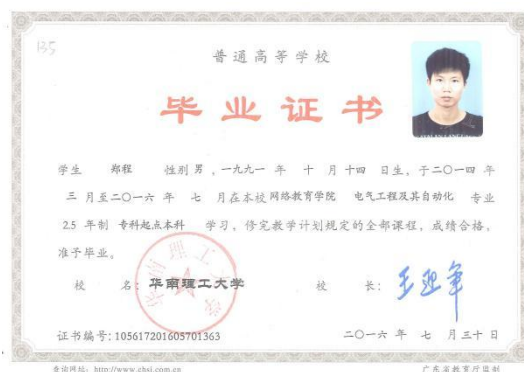 135
普通高等学校
毕业证书
学生 郑程 性别 男，一九九一 年 十 月 十四 日生，于二〇一四 年
三 月至二〇一六 年 七 月在本校 网络教育学院 电气工程及其自动化 专业
2.5 年制 专科起点本科 学习，修完教学计划规定的全部课程，成绩合格，
准予毕业。
校 名：华南理工大学 校 长：王迎军
证书编号：105617201605701363 二〇一六 年 七 月三十 日
查询网址：http://www.chsi.com.cn 广东省教育厅监制